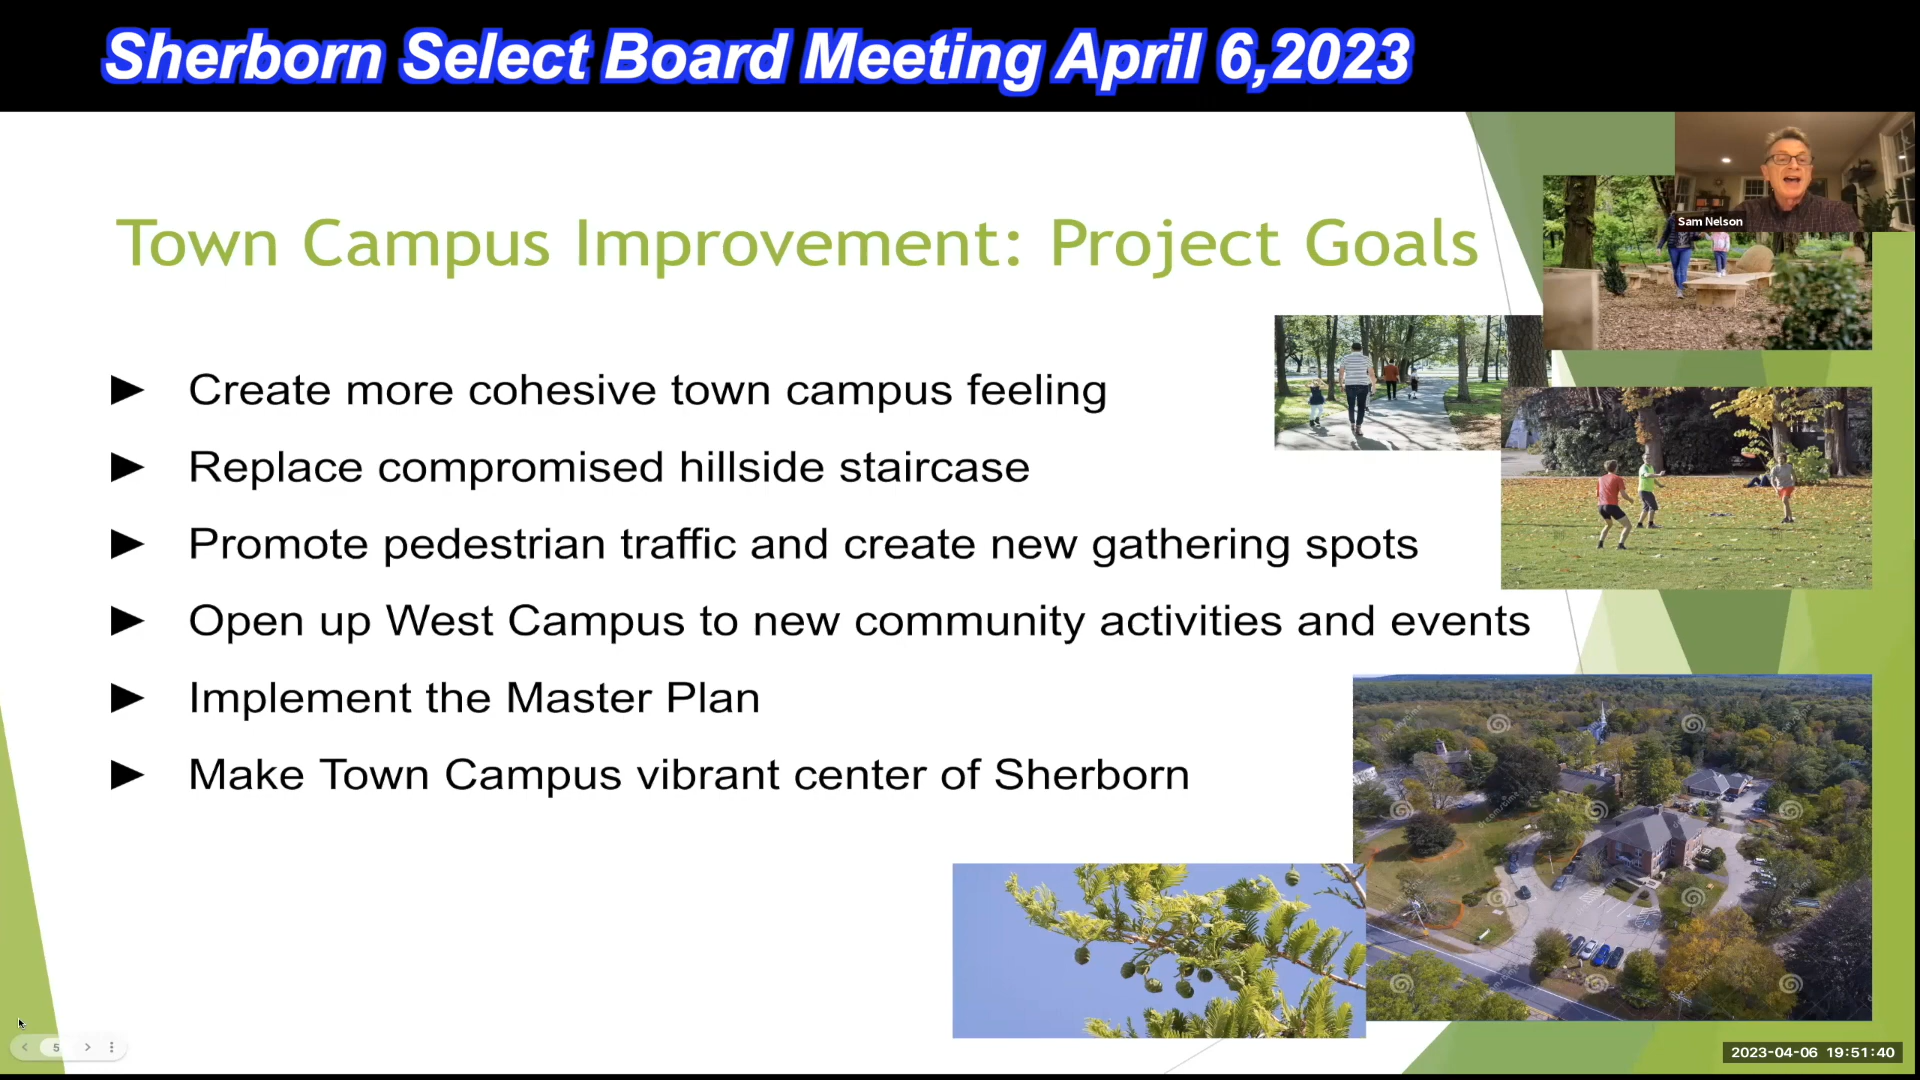 Sherborn Select Board Meeting April 6,2023
Sam Nelson
Town Campus Improvement: Project Goals
Create more cohesive town campus feeling
Replace compromised hillside staircase
Promote pedestrian traffic and create new gathering spots
Open up West Campus to new community activities and events
Implement the Master Plan
Make Town Campus vibrant center of Sherborn
5
2023-04-06 19:51:40